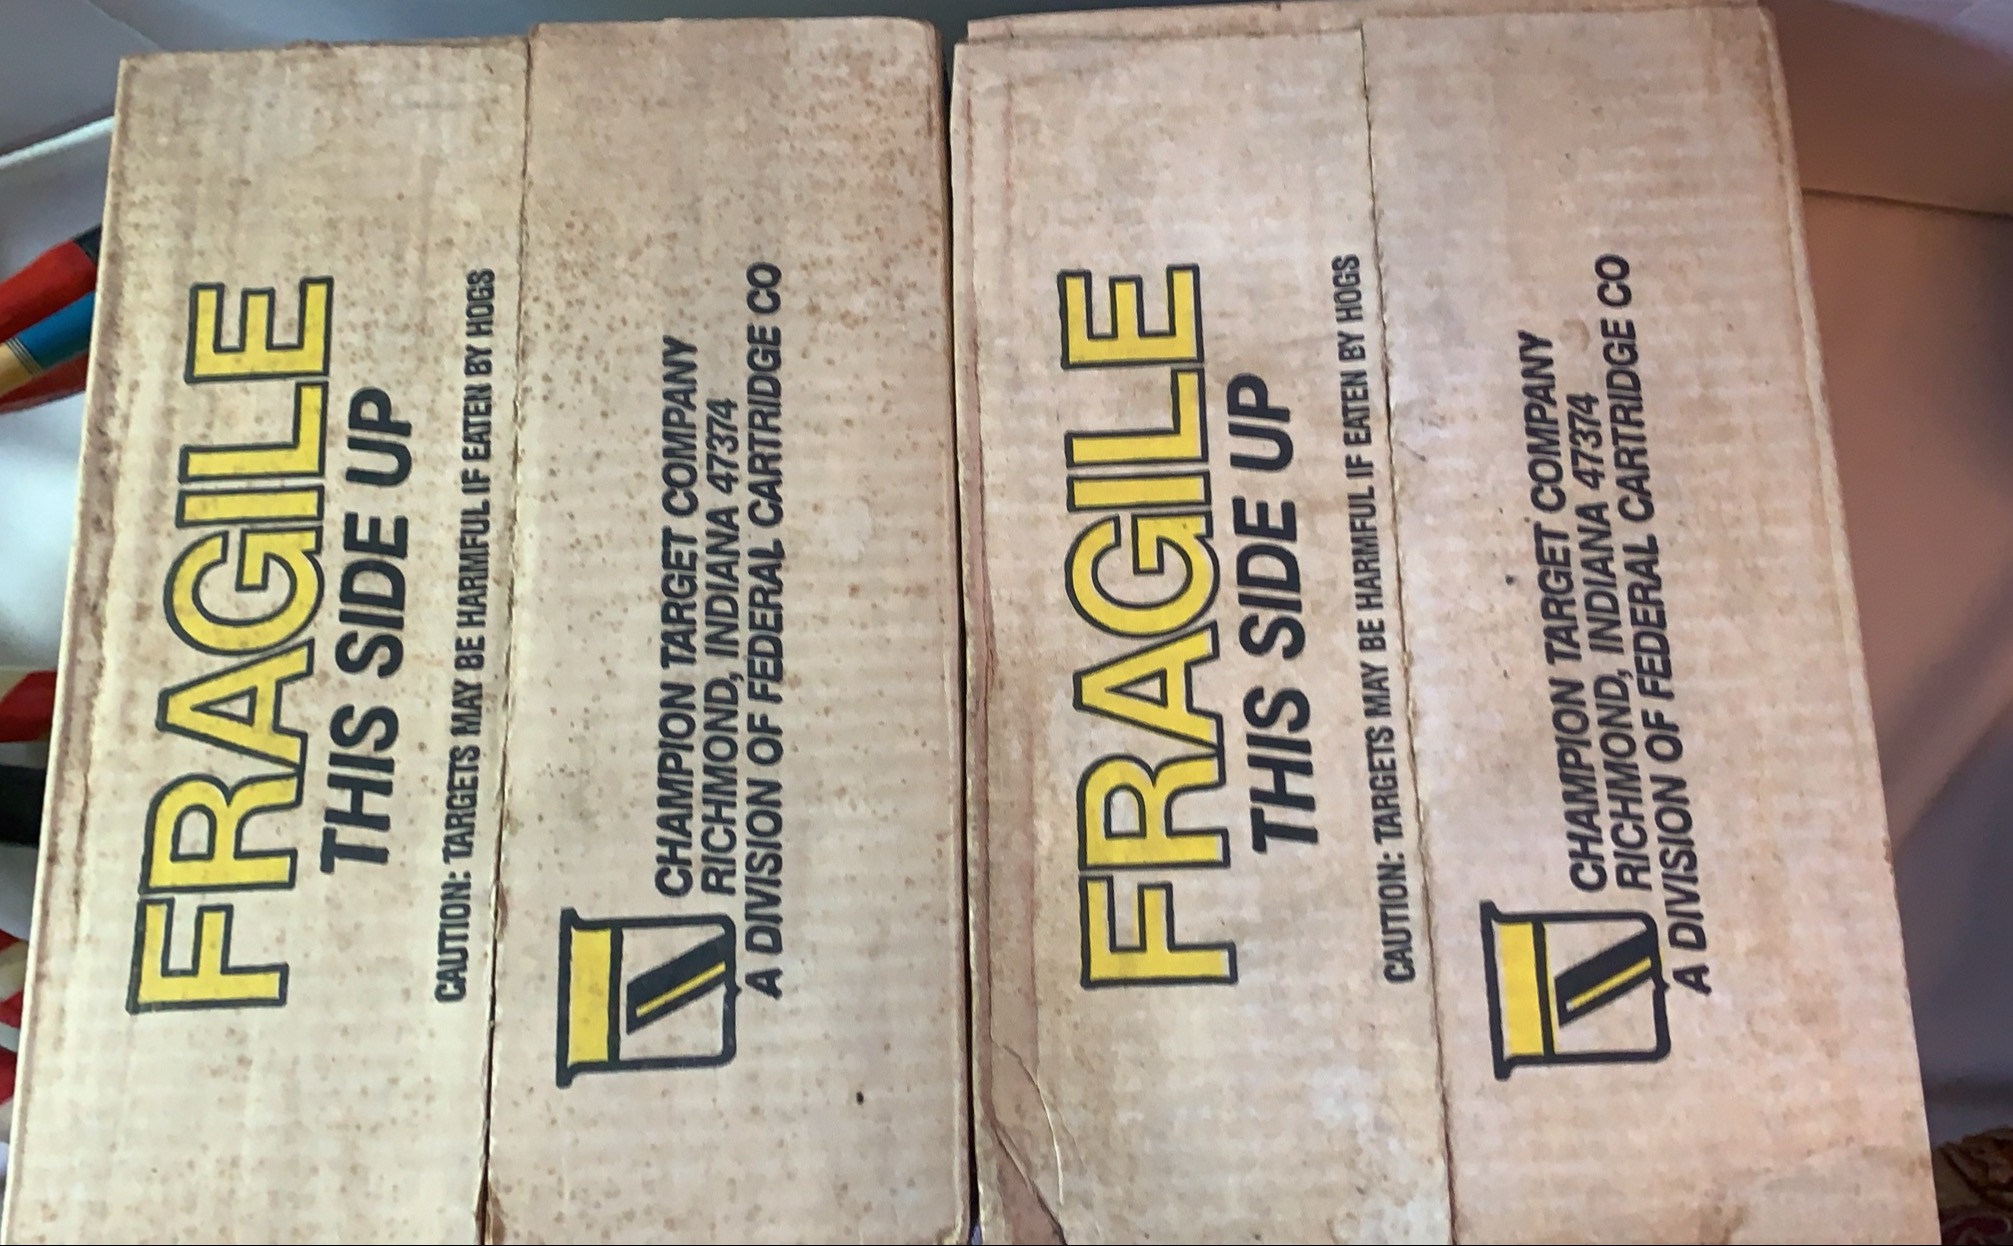 FRAGILE
THIS SIDE UP
CAUTION: TARGETS MAY BE HARMFUL IF EATEN BY HOGS
CHAMPION TARGET COMPANY
RICHMOND, INDIANA 47374
A DIVISION OF FEDERAL CARTRIDGE CO
FRAGILE
THIS SIDE UP
CAUTION: TARGETS MAY BE HARMFUL IF EATEN BY HOGS
CHAMPION TARGET COMPANY
RICHMOND, INDIANA 47374
A DIVISION OF FEDERAL CARTRIDGE CO